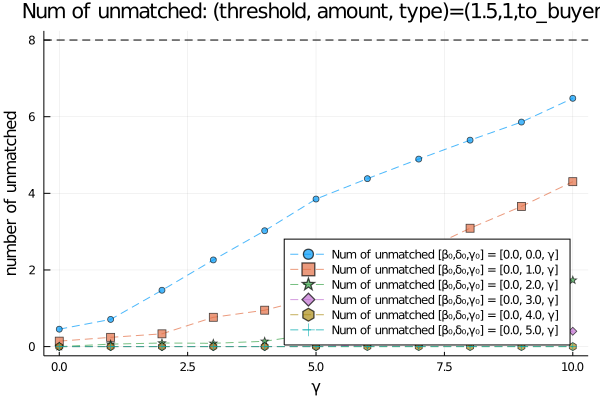 Num of unmatched: (threshold, amount, type)=(1.5,1,to_buyer
number of unmatched
8
6
4
2
0
Num of unmatched [β₀,δ₀,γ₀] = [0.0, 0.0, γ]
Num of unmatched [β₀,δ₀,γ₀] = [0.0, 1.0, γ]
Num of unmatched [β₀,δ₀,γ₀] = [0.0, 2.0, γ]
Num of unmatched [β₀,δ₀,γ₀] = [0.0, 3.0, γ]
Num of unmatched [β₀,δ₀,γ₀] = [0.0, 4.0, γ]
Num of unmatched [β₀,δ₀,γ₀] = [0.0, 5.0, γ]
0.0 2.5 5.0 7.5 10.0
γ